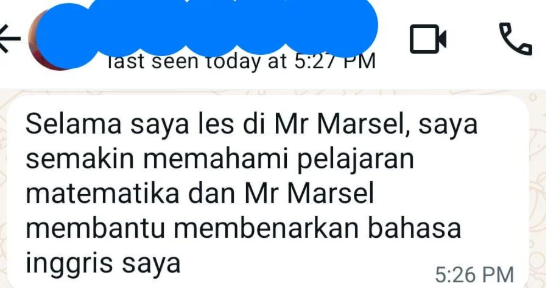 last seen today at 5:27 PM
Selama saya les di Mr Marsel, saya
semakin memahami pelajaran
matematika dan Mr Marsel
membantu membenarkan bahasa
inggris saya
5:26 PM